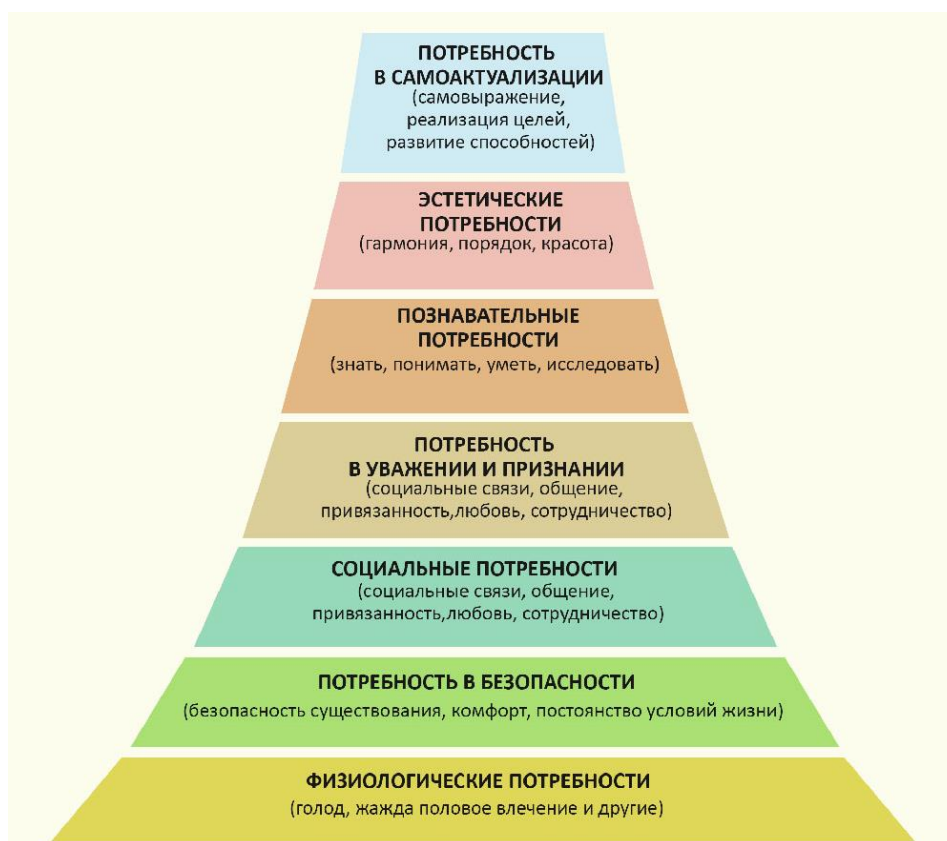 ПОТРЕБНОСТЬ
В САМОАКТУАЛИЗАЦИИ
(самовыражение,
реализация целей,
развитие способностей)
ЭСТЕТИЧЕСКИЕ
ПОТРЕБНОСТИ
(гармония, порядок, красота)
ПОЗНАВАТЕЛЬНЫЕ
ПОТРЕБНОСТИ
(знать, понимать, уметь, исследовать)
ПОТРЕБНОСТЬ
В УВАЖЕНИИ И ПРИЗНАНИИ
(социальные связи, общение,
привязанность,любовь, сотрудничество)
СОЦИАЛЬНЫЕ ПОТРЕБНОСТИ
(социальные связи, общение,
привязанность,любовь, сотрудничество)
ПОТРЕБНОСТЬ В БЕЗОПАСНОСТИ
(безопасность существования, комфорт, постоянство условий жизни)
ФИЗИОЛОГИЧЕСКИЕ ПОТРЕБНОСТИ
(голод, жажда половое влечение и другие)